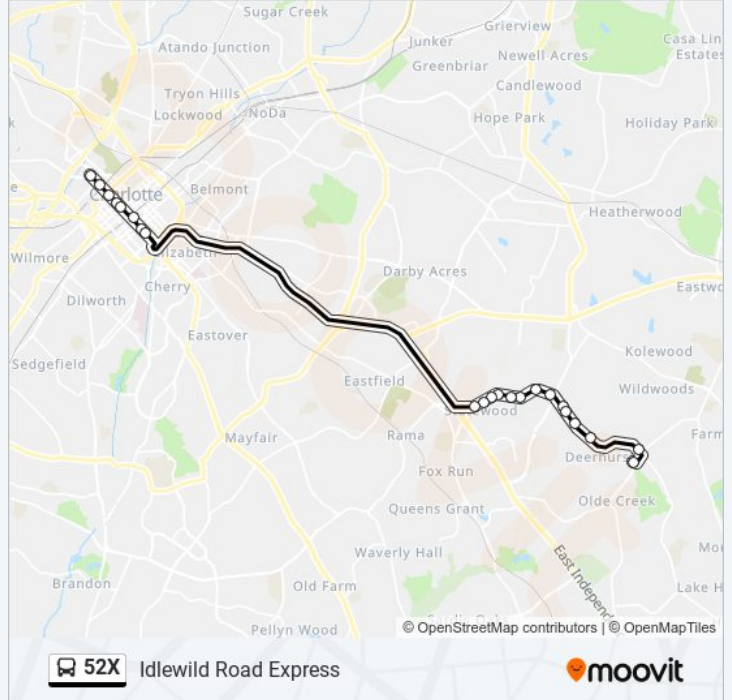 Sugar Creek
Grierview
Junker
Casa Lin
Estates
Atando Junction
Newell Acres
Greenbriar
Candlewood
Tryon Hills
Lockwood
NoDa
Hope Park
Holiday Park
k
e
Charlotte
Belmont
Heatherwood
Wilmore
Elizabeth
Darby Acres
Cherry
Eastwo
Dilworth
Eastover
Kolewood
Sedgefield
Eastfield
Wildwoods
Stonewood
Mayfair
Rama
Farm
Deerhurst
Fox Run
Olde Creek
Queens Grant
Waverly Hall
Mo
East Independ
Brandon
Old Farm
Lake H
Pellyn Wood
© OpenStreetMap contributors | © OpenMapTiles
52X Idlewild Road Express
moovit